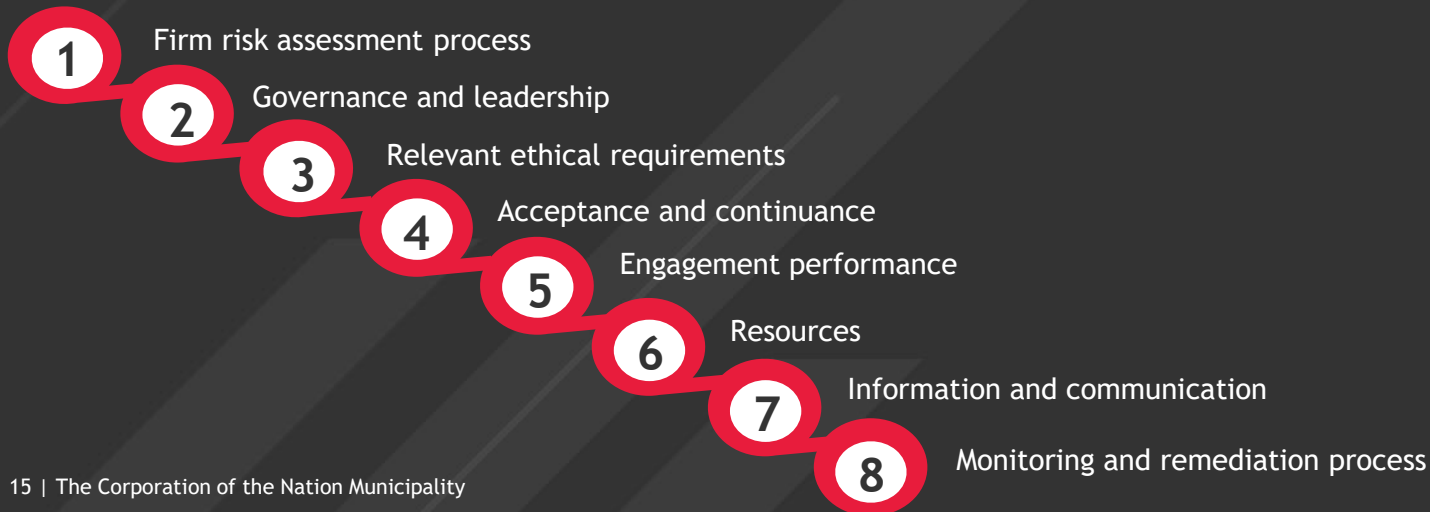 1 Firm risk assessment process
2 Governance and leadership
3 Relevant ethical requirements
4 Acceptance and continuance
5 Engagement performance
6 Resources
7 Information and communication
8 Monitoring and remediation process
15 | The Corporation of the Nation Municipality